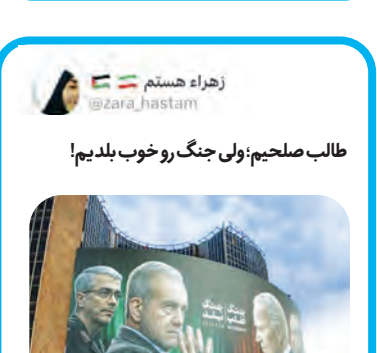 زهراء هستم
@zara_hastam
طالب صلحیم؛ولی جنگ رو خوب بلدیم!